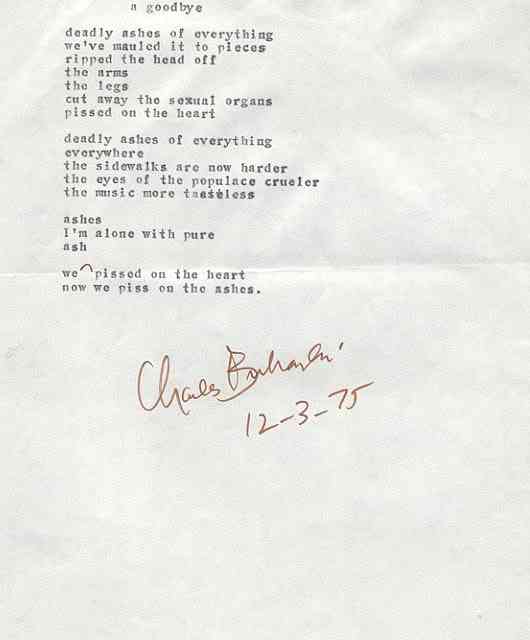 a goodbye
deadly ashes of everything
we've mauled it to pieces
ripped the head off
the arms
the legs
cut away the sexual organs
pissed on the heart
deadly ashes of everything
everywhere
the sidewalks are now harder
the eyes of the populace crueler
the music more tasteless
ashes
I'm alone with pure
ash
we pissed on the heart
now we piss on the ashes.
Charles Bukowski
12-3-75